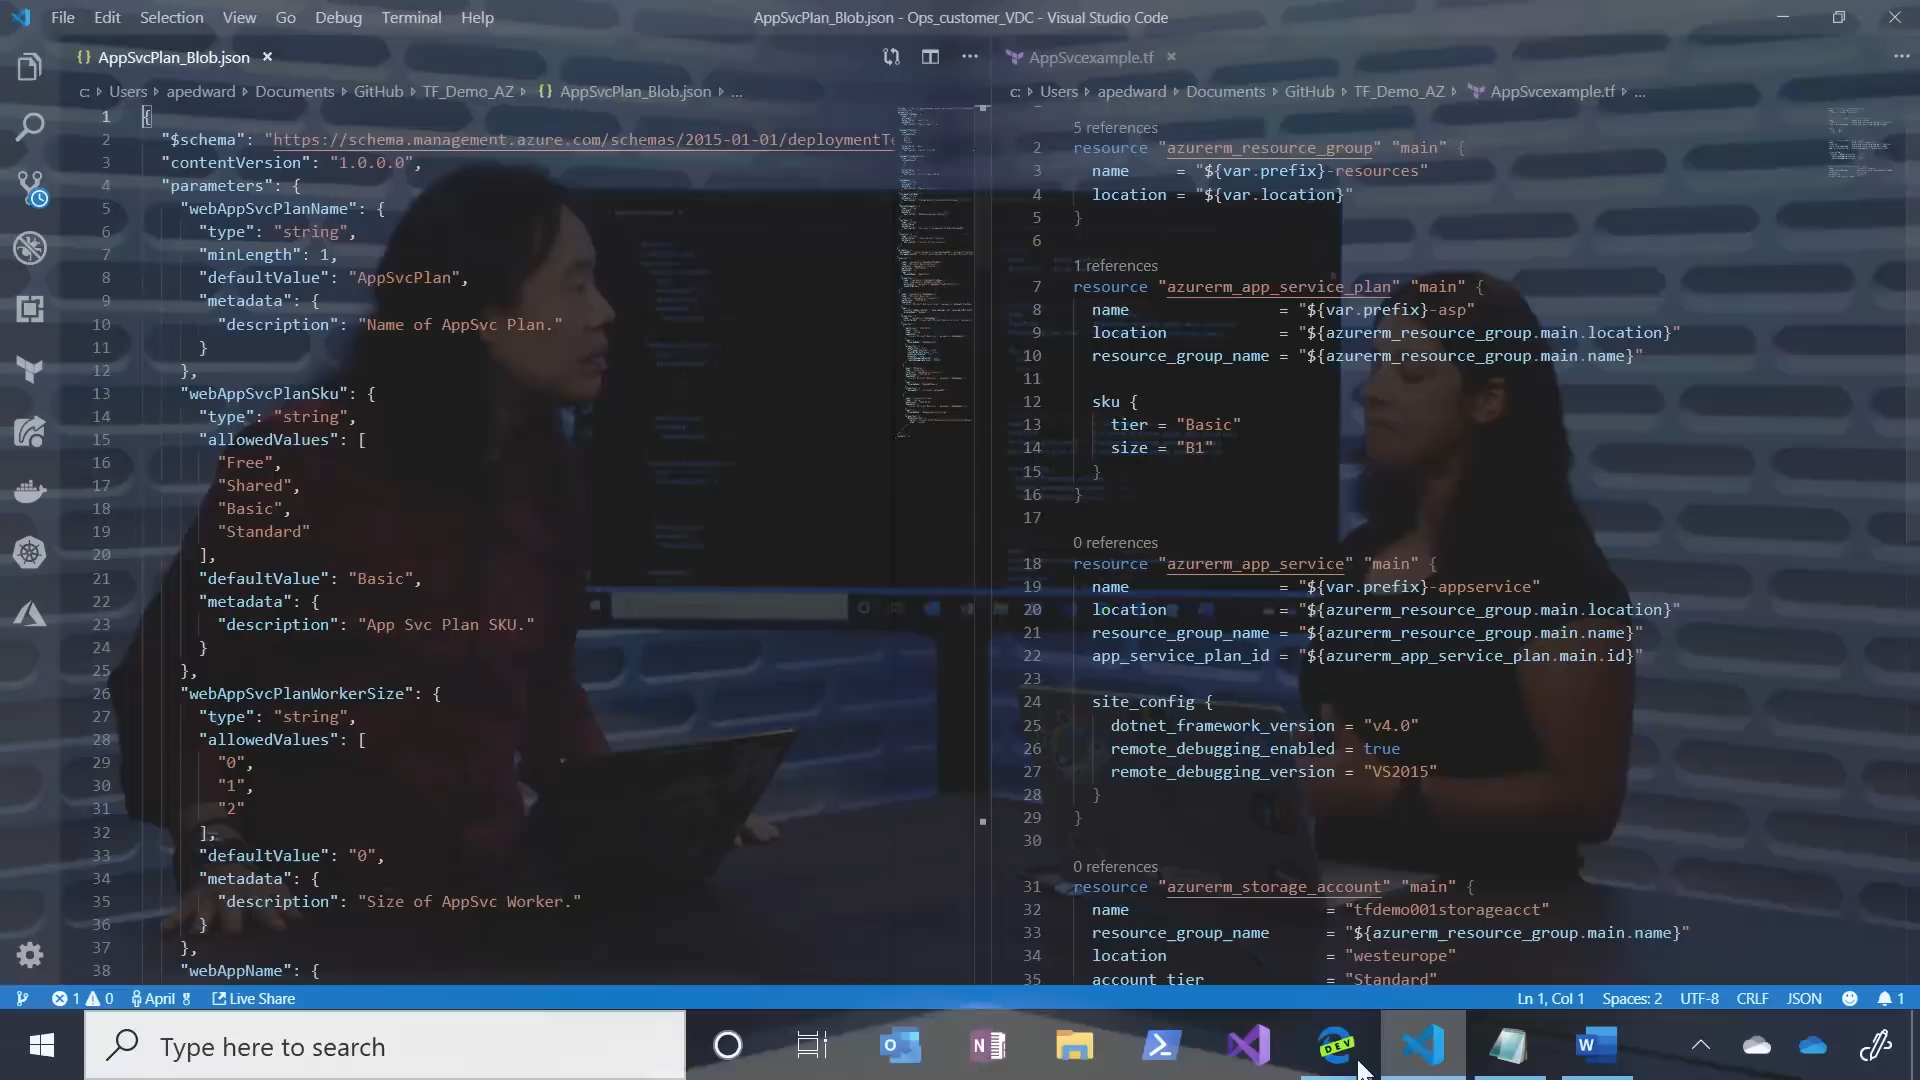 File Edit Selection View Go Debug Terminal Help
AppSvcPlan_Blob.json - Ops_customer_VDC - Visual Studio Code
{} AppSvcPlan_Blob.json ×
c: › Users › apedward › Documents › GitHub › TF_Demo_AZ › {} AppSvcPlan_Blob.json › ...
1 {
2 "$schema": "https://schema.management.azure.com/schemas/2015-01-01/deploymentTe
3 "contentVersion": "1.0.0.0",
4 "parameters": {
5 "webAppSvcPlanName": {
6 "type": "string",
7 "minLength": 1,
8 "defaultValue": "AppSvcPlan",
9 "metadata": {
10 "description": "Name of AppSvc Plan."
11 }
12 },
13 "webAppSvcPlanSku": {
14 "type": "string",
15 "allowedValues": [
16 "Free",
17 "Shared",
18 "Basic",
19 "Standard"
20 ],
21 "defaultValue": "Basic",
22 "metadata": {
23 "description": "App Svc Plan SKU."
24 }
25 },
26 "webAppSvcPlanWorkerSize": {
27 "type": "string",
28 "allowedValues": [
29 "0",
30 "1",
31 "2"
32 ],
33 "defaultValue": "0",
34 "metadata": {
35 "description": "Size of AppSvc Worker."
36 }
37 },
38 "webAppName": {
AppSvcexample.tf ×
c: › Users › apedward › Documents › GitHub › TF_Demo_AZ › AppSvcexample.tf › ...
5 references
2 resource "azurerm_resource_group" "main" {
3 name = "${var.prefix}-resources"
4 location = "${var.location}"
5 }
6
1 references
7 resource "azurerm_app_service_plan" "main" {
8 name = "${var.prefix}-asp"
9 location = "${azurerm_resource_group.main.location}"
10 resource_group_name = "${azurerm_resource_group.main.name}"
11
12 sku {
13 tier = "Basic"
14 size = "B1"
15 }
16 }
17
0 references
18 resource "azurerm_app_service" "main" {
19 name = "${var.prefix}-appservice"
20 location = "${azurerm_resource_group.main.location}"
21 resource_group_name = "${azurerm_resource_group.main.name}"
22 app_service_plan_id = "${azurerm_app_service_plan.main.id}"
23
24 site_config {
25 dotnet_framework_version = "v4.0"
26 remote_debugging_enabled = true
27 remote_debugging_version = "VS2015"
28 }
29 }
30
0 references
31 resource "azurerm_storage_account" "main" {
32 name = "tfdemo001storageacct"
33 resource_group_name = "${azurerm_resource_group.main.name}"
34 location = "westeurope"
35 account_tier = "Standard"
1 0 April Live Share
Ln 1, Col 1 Spaces: 2 UTF-8 CRLF JSON 1
Type here to search
O N DEV W